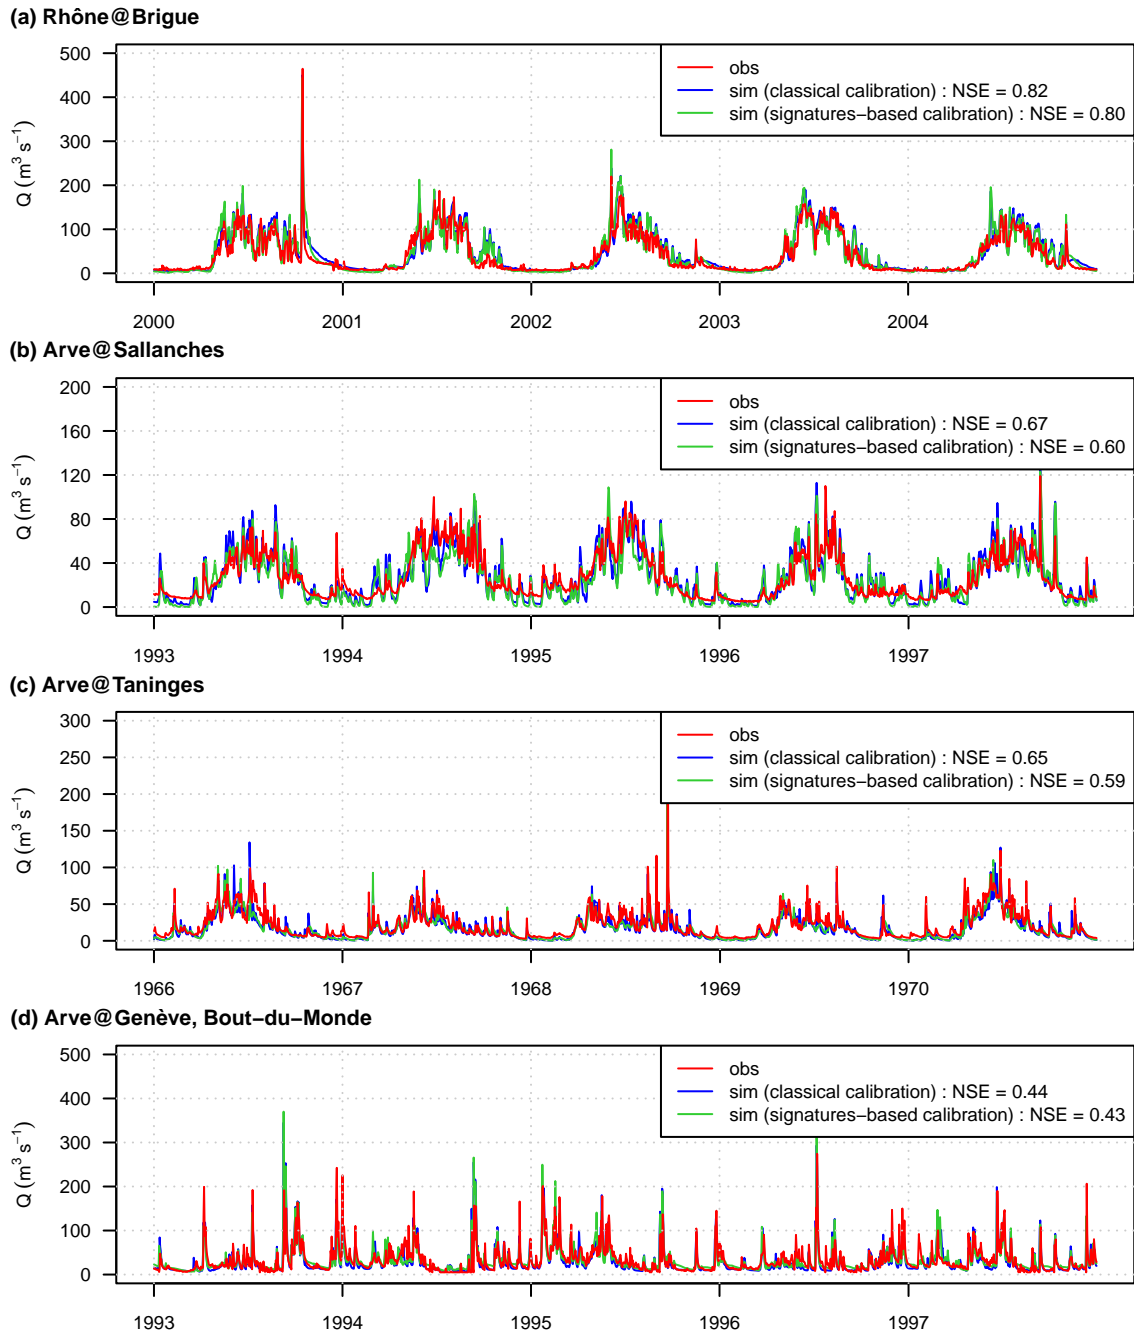 (a) Rhône@Brigue
500
400
300
200
100
0
Q (m³ s⁻¹)
obs
sim (classical calibration) : NSE = 0.82
sim (signatures−based calibration) : NSE = 0.80
2000 2001 2002 2003 2004
(b) Arve@Sallanches
200
160
120
80
40
0
Q (m³ s⁻¹)
obs
sim (classical calibration) : NSE = 0.67
sim (signatures−based calibration) : NSE = 0.60
1993 1994 1995 1996 1997
(c) Arve@Taninges
300
250
200
150
100
50
0
Q (m³ s⁻¹)
obs
sim (classical calibration) : NSE = 0.65
sim (signatures−based calibration) : NSE = 0.59
1966 1967 1968 1969 1970
(d) Arve@Genève, Bout−du−Monde
500
400
300
200
100
0
Q (m³ s⁻¹)
obs
sim (classical calibration) : NSE = 0.44
sim (signatures−based calibration) : NSE = 0.43
1993 1994 1995 1996 1997